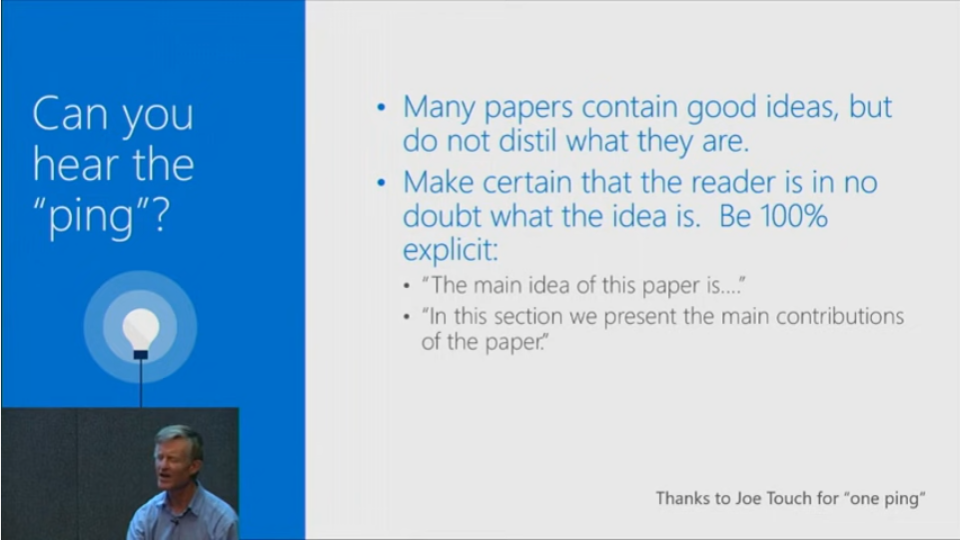 Can you
hear the
“ping”?
• Many papers contain good ideas, but
do not distil what they are.
• Make certain that the reader is in no
doubt what the idea is.  Be 100%
explicit:
• “The main idea of this paper is....”
• “In this section we present the main contributions
of the paper.”
Thanks to Joe Touch for “one ping”